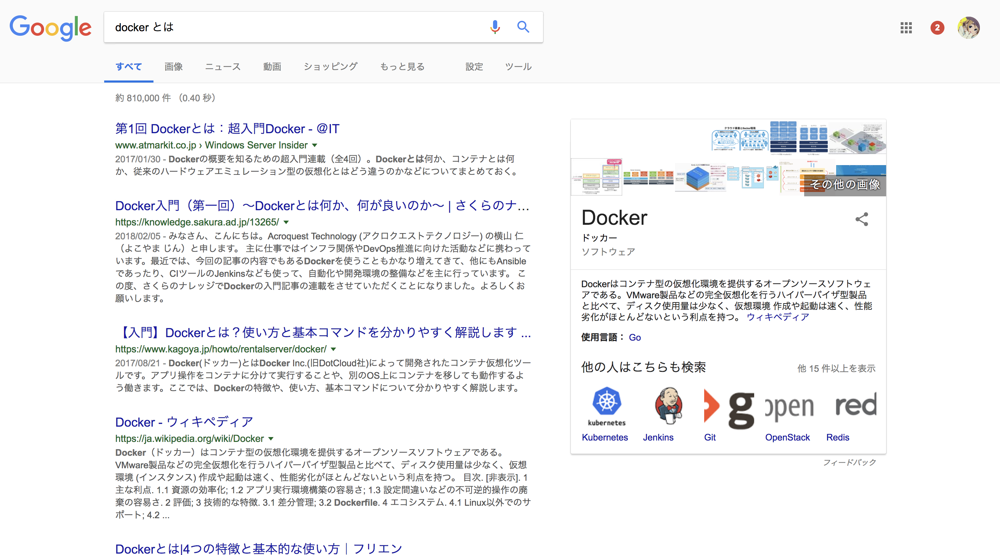 Google
docker とは
2
すべて 画像 ニュース 動画 ショッピング もっと見る 設定 ツール
約 810,000 件 （0.40 秒）
第1回 Dockerとは：超入門Docker - @IT
www.atmarkit.co.jp › Windows Server Insider
2017/01/30 - Dockerの概要を知るための超入門連載（全4回）。Dockerとは何か、コンテナとは何
か、従来のハードウェアエミュレーション型の仮想化とはどう違うのかなどについてまとめておく。
Docker入門（第一回）～Dockerとは何か、何が良いのか～ | さくらのナ...
https://knowledge.sakura.ad.jp/13265/
2018/02/05 - みなさん、こんにちは。Acroquest Technology (アクロクエストテクノロジー) の横山 仁
（よこやま じん）と申します。 主に仕事ではインフラ関係やDevOps推進に向けた活動などに携わって
います。最近では、今回の記事の内容でもあるDockerを使うこともかなり増えてきて、他にもAnsible
であったり、CIツールのJenkinsなども使って、自動化や開発環境の整備などを主に行っています。 こ
の度、さくらのナレッジでDockerの入門記事の連載をさせていただくことになりました。よろしくお
願いします。
【入門】Dockerとは？使い方と基本コマンドを分かりやすく解説します ...
https://www.kagoya.jp/howto/rentalserver/docker/
2017/08/21 - Docker(ドッカー)とはDocker Inc.(旧DotCloud社)によって開発されたコンテナ仮想化ツー
ルです。アプリ操作をコンテナに分けて実行することや、別のOS上にコンテナを移しても動作するよ
う働きます。ここでは、Dockerの特徴や、使い方、基本コマンドについて分かりやすく解説します。
Docker - ウィキペディア
https://ja.wikipedia.org/wiki/Docker
Docker（ドッカー）はコンテナ型の仮想化環境を提供するオープンソースソフトウェアである。
VMware製品などの完全仮想化を行うハイパーバイザ型製品と比べて、ディスク使用量は少なく、仮想
環境 (インスタンス) 作成や起動は速く、性能劣化がほとんどないという利点を持つ。 目次. [非表示]. 1
主な利点. 1.1 資源の効率化; 1.2 アプリ実行環境構築の容易さ; 1.3 設定間違いなどの不可逆的操作の廃
棄の容易さ. 2 評価; 3 技術的な特徴. 3.1 差分管理; 3.2 Dockerfile. 4 エコシステム. 4.1 Linux以外でのサ
ポート; 4.2 ...
Dockerとは|4つの特徴と基本的な使い方｜フリエン
クラウド基盤とDocker環境
その他の画像
Docker
ドッカー
ソフトウェア
Dockerはコンテナ型の仮想化環境を提供するオープンソースソフトウェ
アである。VMware製品などの完全仮想化を行うハイパーバイザ型製品
と比べて、ディスク使用量は少なく、仮想環境 作成や起動は速く、性能
劣化がほとんどないという利点を持つ。 ウィキペディア
使用言語： Go
他の人はこちらも検索 他 15 件以上を表示
kubernetes g open red
Kubernetes Jenkins Git OpenStack Redis
フィードバック